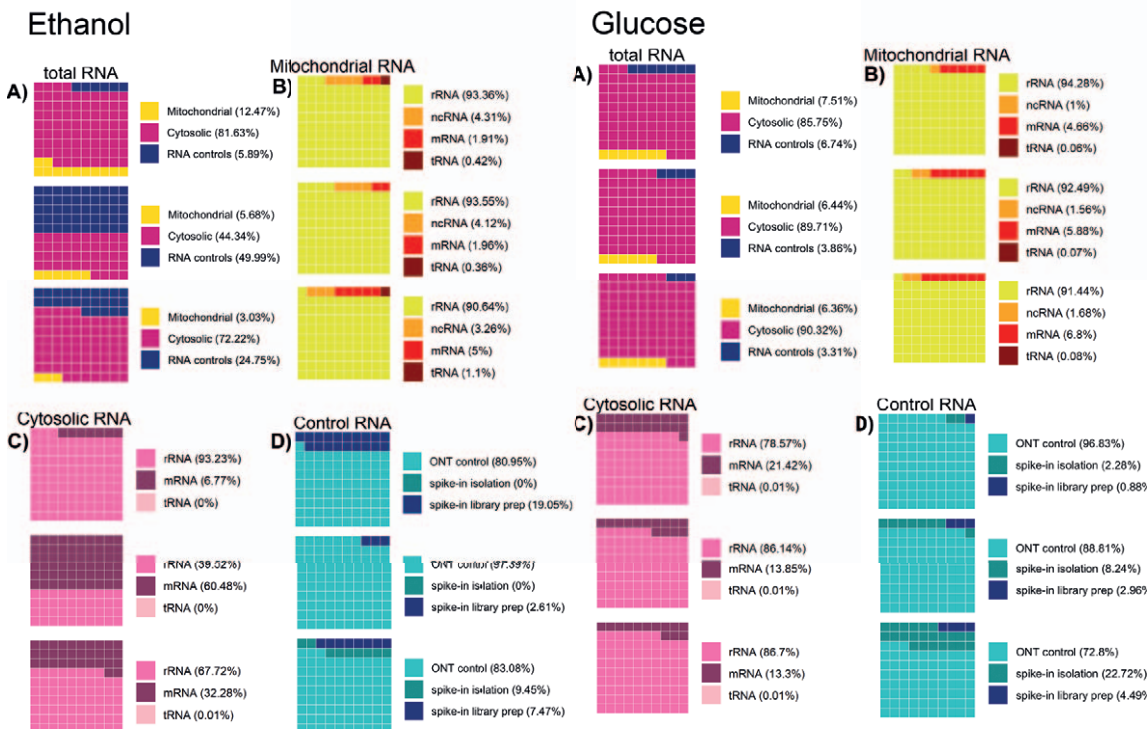 Ethanol
total RNA
A)
Mitochondrial (12.47%)
Cytosolic (81.63%)
RNA controls (5.89%)
Mitochondrial (5.68%)
Cytosolic (44.34%)
RNA controls (49.99%)
Mitochondrial (3.03%)
Cytosolic (72.22%)
RNA controls (24.75%)
Mitochondrial RNA
B)
rRNA (93.36%)
ncRNA (4.31%)
mRNA (1.91%)
tRNA (0.42%)
rRNA (93.55%)
ncRNA (4.12%)
mRNA (1.96%)
tRNA (0.36%)
rRNA (90.64%)
ncRNA (3.26%)
mRNA (5%)
tRNA (1.1%)
Cytosolic RNA
C)
rRNA (93.23%)
mRNA (6.77%)
tRNA (0%)
rRNA (39.52%)
mRNA (60.48%)
tRNA (0%)
rRNA (67.72%)
mRNA (32.28%)
tRNA (0.01%)
Control RNA
D)
ONT control (80.95%)
spike-in isolation (0%)
spike-in library prep (19.05%)
ONT control (97.39%)
spike-in isolation (0%)
spike-in library prep (2.61%)
ONT control (83.08%)
spike-in isolation (9.45%)
spike-in library prep (7.47%)
Glucose
total RNA
A)
Mitochondrial (7.51%)
Cytosolic (85.75%)
RNA controls (6.74%)
Mitochondrial (6.44%)
Cytosolic (89.71%)
RNA controls (3.86%)
Mitochondrial (6.36%)
Cytosolic (90.32%)
RNA controls (3.31%)
Mitochondrial RNA
B)
rRNA (94.28%)
ncRNA (1%)
mRNA (4.66%)
tRNA (0.06%)
rRNA (92.49%)
ncRNA (1.56%)
mRNA (5.88%)
tRNA (0.07%)
rRNA (91.44%)
ncRNA (1.68%)
mRNA (6.8%)
tRNA (0.08%)
Cytosolic RNA
C)
rRNA (78.57%)
mRNA (21.42%)
tRNA (0.01%)
rRNA (86.14%)
mRNA (13.85%)
tRNA (0.01%)
rRNA (86.7%)
mRNA (13.3%)
tRNA (0.01%)
Control RNA
D)
ONT control (96.83%)
spike-in isolation (2.28%)
spike-in library prep (0.88%
ONT control (88.81%)
spike-in isolation (8.24%)
spike-in library prep (2.96%
ONT control (72.8%)
spike-in isolation (22.72%)
spike-in library prep (4.49%